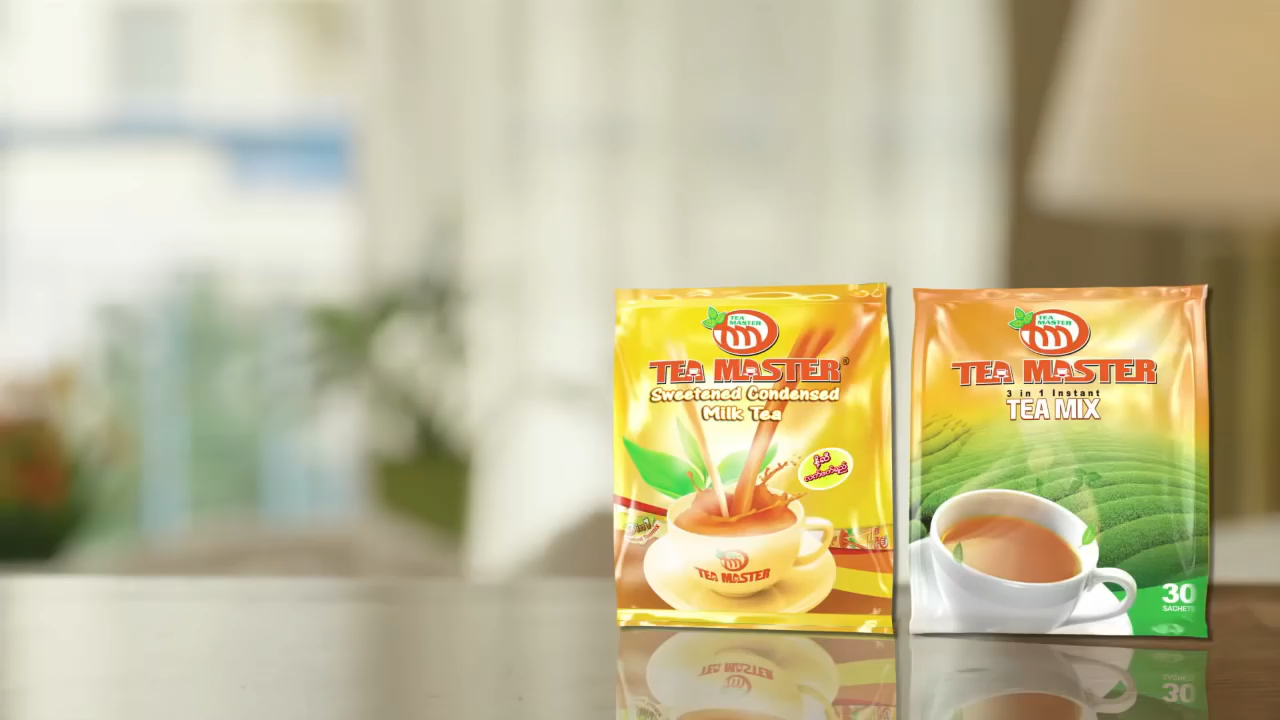 TEA
MASTER
TEA MASTER®
Sweetened Condensed
Milk Tea
TEA MASTER
TEA
MASTER
TEA MASTER
3 in 1 Instant
TEA MIX
30
SACHETS